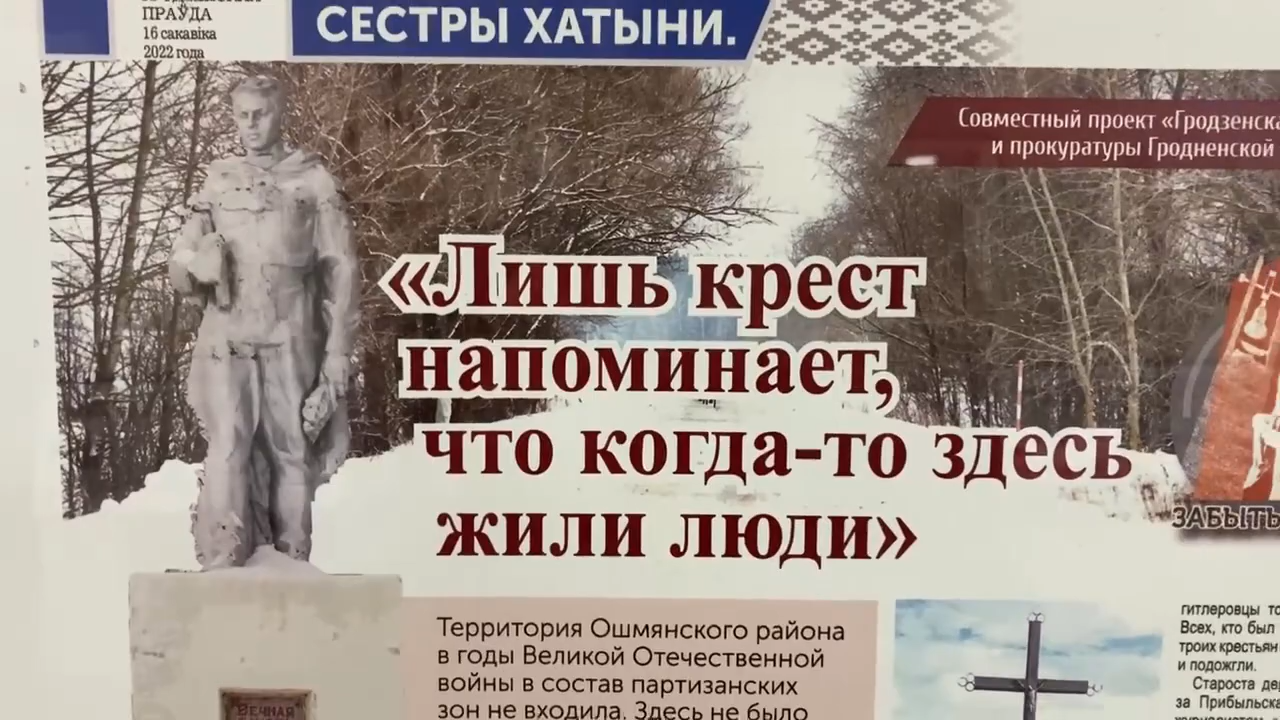 ПРАЎДА
16 сакавіка
2022 года
СЕСТРЫ ХАТЫНИ.
Совместный проект «Гродзенска
и прокуратуры Гродненской
«Лишь крест
напоминает,
что когда-то здесь
жили люди»
ЗАБЫТЬ
Территория Ошмянского района
в годы Великой Отечественной
войны в состав партизанских
зон не входила. Здесь не было
гитлеровцы
Всех, кто был
троих крестьян
и подожгли.
Староста
за Прибыльска
ВЕЧНАЯ